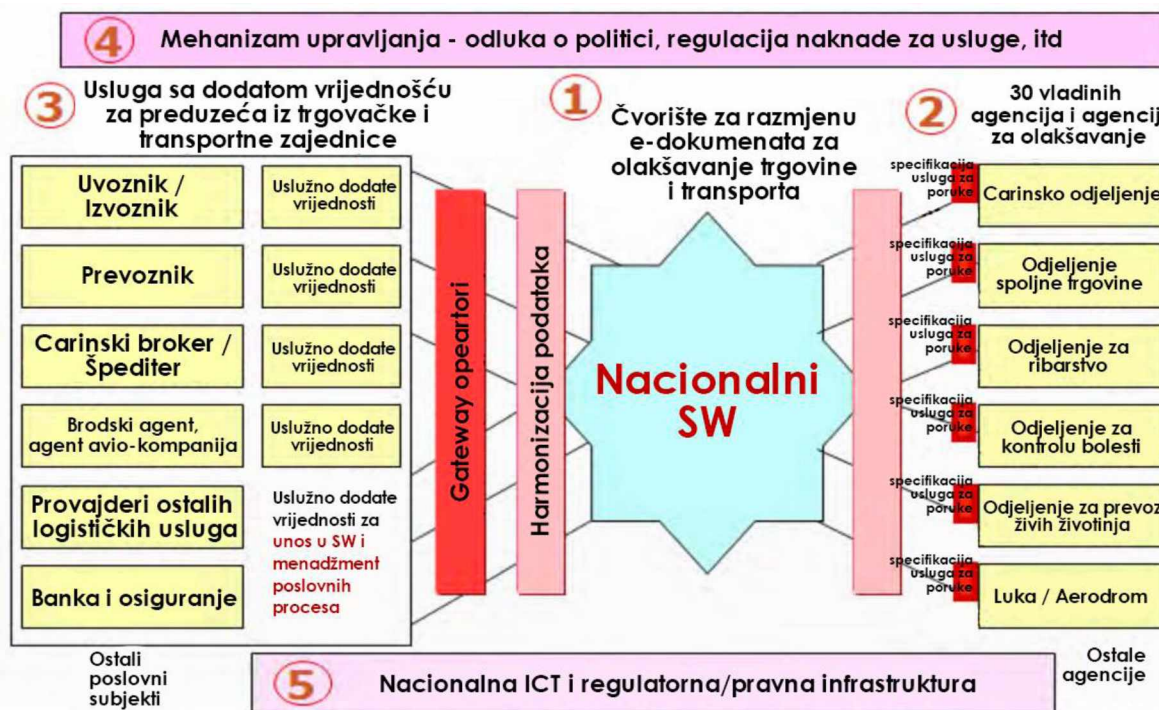 4 Mehanizam upravljanja - odluka o politici, regulacija naknade za usluge, itd
3 Usluga sa dodatom vrijednošću
za preduzeća iz trgovačke i
transportne zajednice
1
Čvorište za razmjenu
e-dokumenata za
olakšavanje trgovine
i transporta
2
30 vladinih
agencija i agencij
za olakšavanje
Uvoznik /
Izvoznik
Uslužno dodate
vrijednosti
Prevoznik
Uslužno dodate
vrijednosti
Carinski broker /
Špediter
Uslužno dodate
vrijednosti
Brodski agent,
agent avio-kompanija
Uslužno dodate
vrijednosti
Provajderi ostalih
logističkih usluga
Banka i osiguranje
Uslužno dodate
vrijednosti za
unos u SW i
menadžment
poslovnih
procesa
Ostali
poslovni
subjekti
Gateway opeartori
Harmonizacija podataka
Nacionalni
SW
specifikacija
usluga za
poruke
Carinsko odjeljenje
specifikacija
usluga za
poruke
Odjeljenje
spoljne trgovine
specifikacija
usluga za
poruke
Odjeljenje za
ribarstvo
specifikacija
usluga za
poruke
Odjeljenje za
kontrolu bolesti
specifikacija
usluga za
poruke
Odjeljenje za prevoz
živih životinja
specifikacija
usluga za
poruke
Luka / Aerodrom
Ostale
agencije
5 Nacionalna ICT i regulatorna/pravna infrastruktura